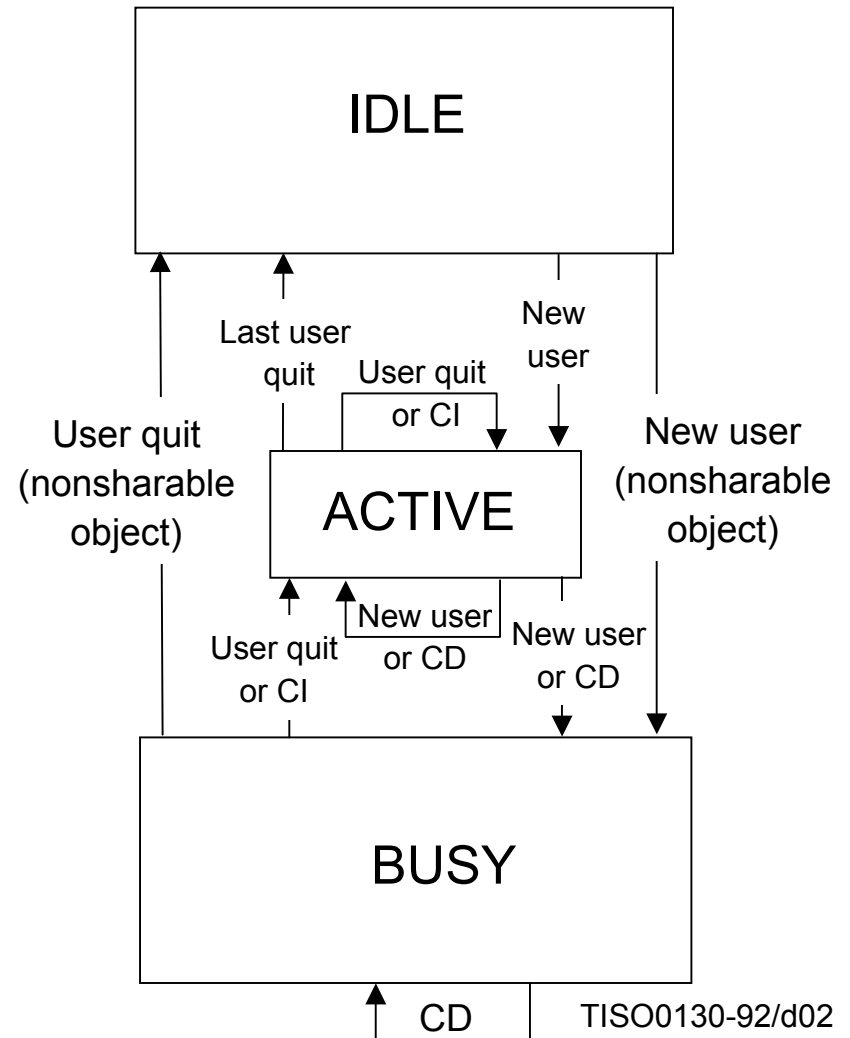 IDLE
Last user
quit
New
user
User quit
or CI
User quit
(nonsharable
object)
New user
(nonsharable
object)
ACTIVE
User quit
or CI
New user
or CD
New user
or CD
BUSY
CD
TISO0130-92/d02